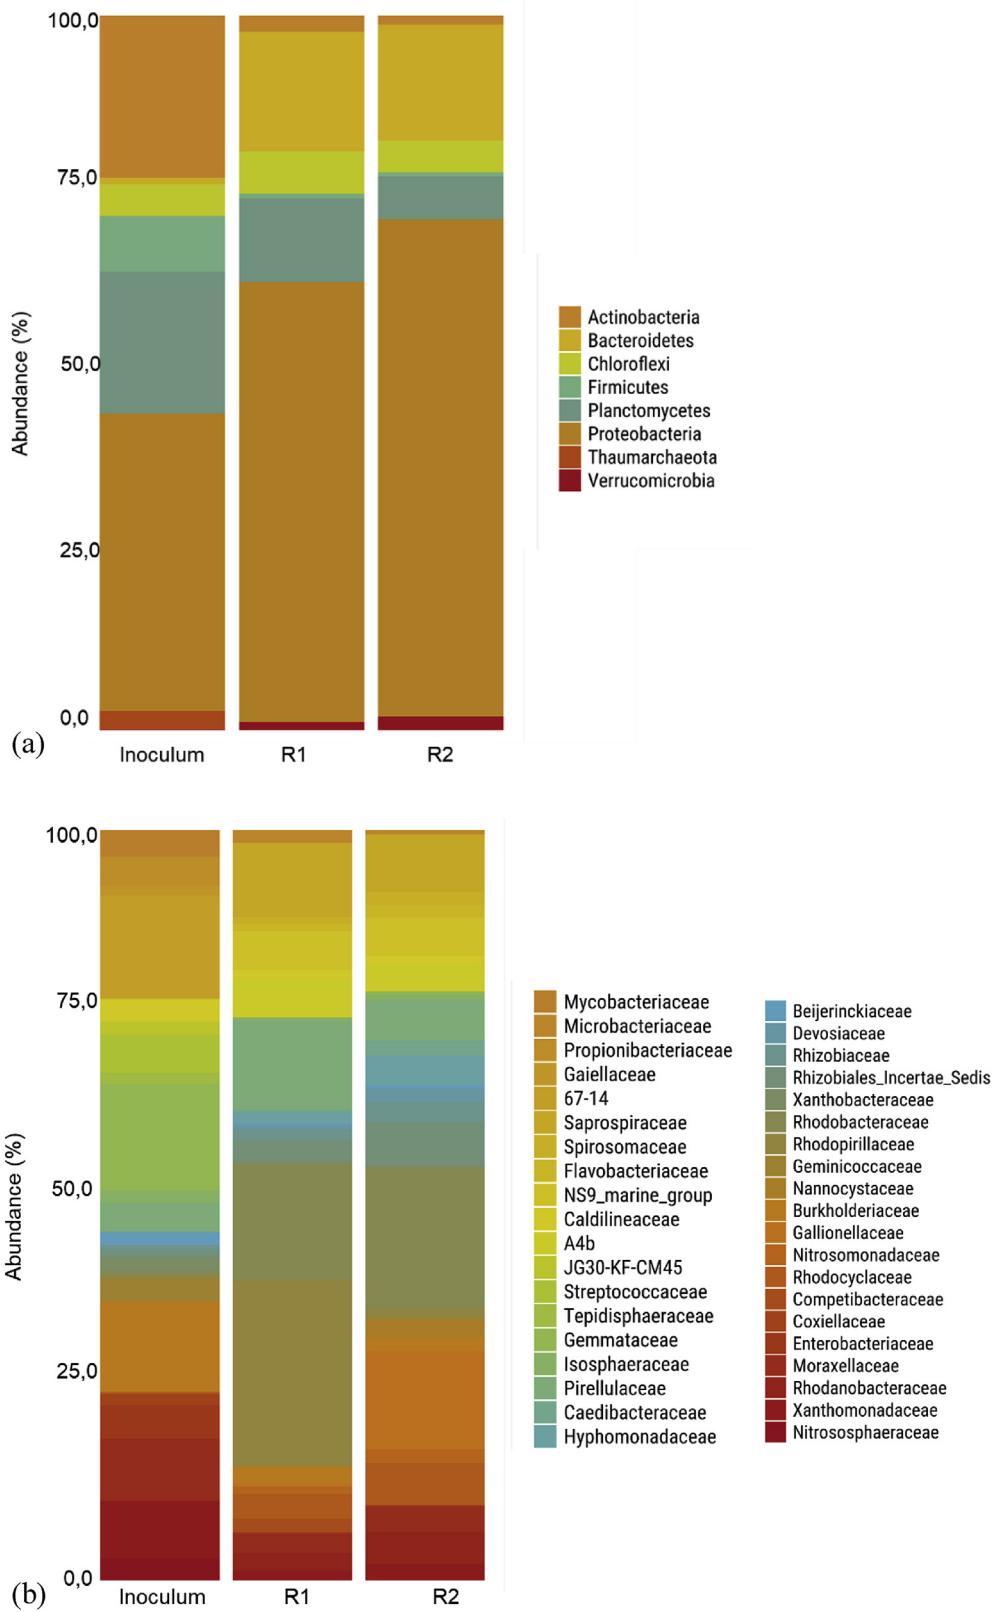 100,0
75,0
50,0
25,0
0,0
Abundance (%)
Inoculum R1 R2
(a)
Actinobacteria
Bacteroidetes
Chloroflexi
Firmicutes
Planctomycetes
Proteobacteria
Thaumarchaeota
Verrucomicrobia
100,0
75,0
50,0
25,0
0,0
Abundance (%)
Inoculum R1 R2
(b)
Mycobacteriaceae
Microbacteriaceae
Propionibacteriaceae
Gaiellaceae
67-14
Saprospiraceae
Spirosomaceae
Flavobacteriaceae
NS9_marine_group
Caldilineaceae
A4b
JG30-KF-CM45
Streptococcaceae
Tepidisphaeraceae
Gemmataceae
Isosphaeraceae
Pirellulaceae
Caedibacteraceae
Hyphomonadaceae
Beijerinckiaceae
Devosiaceae
Rhizobiaceae
Rhizobiales_Incertae_Sedis
Xanthobacteraceae
Rhodobacteraceae
Rhodopirillaceae
Geminicoccaceae
Nannocystaceae
Burkholderiaceae
Gallionellaceae
Nitrosomonadaceae
Rhodocyclaceae
Competibacteraceae
Coxiellaceae
Enterobacteriaceae
Moraxellaceae
Rhodanobacteraceae
Xanthomonadaceae
Nitrososphaeraceae